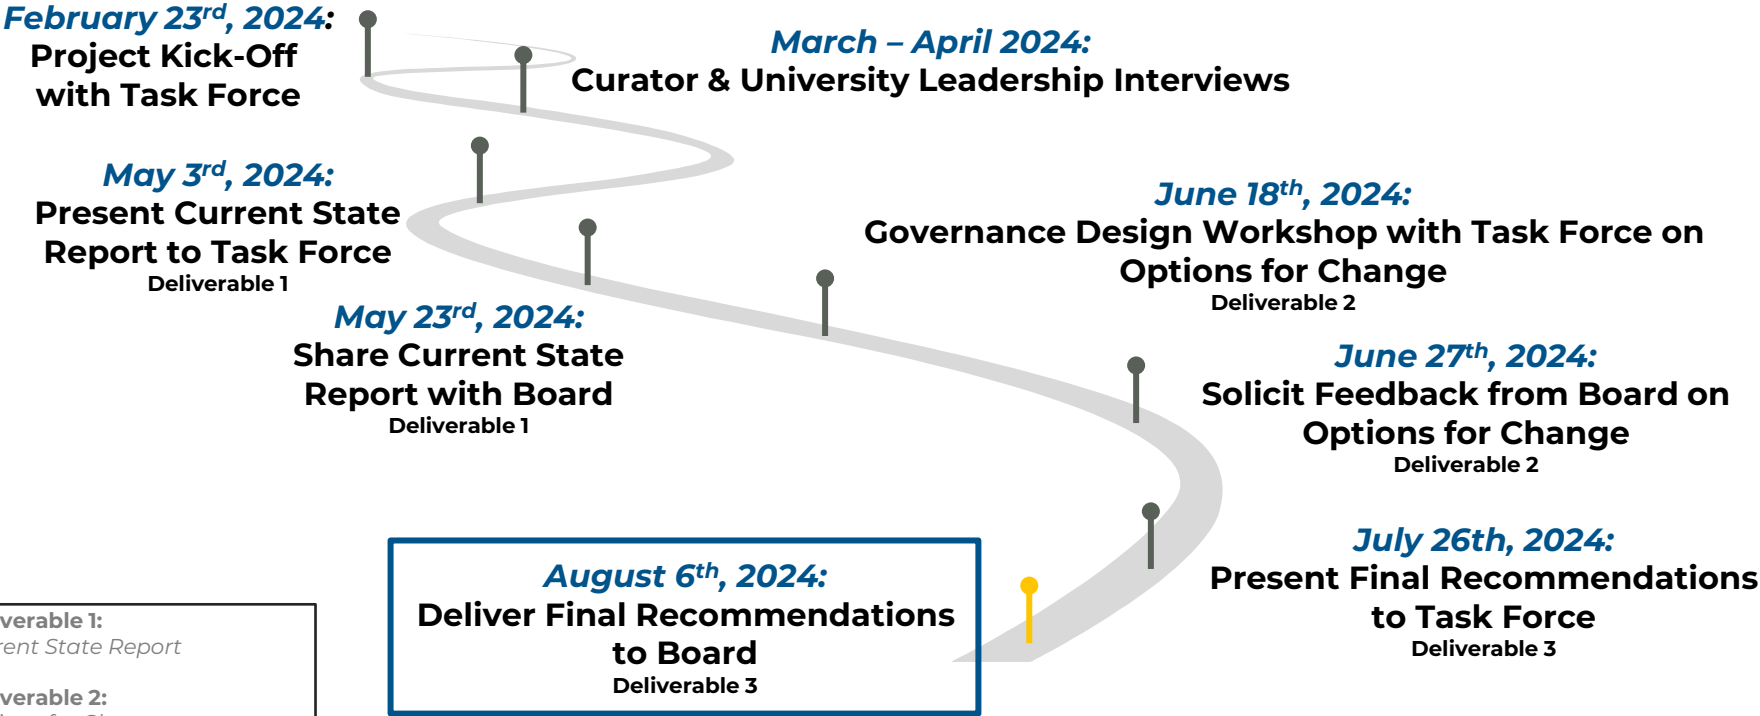 February 23rd, 2024:
Project Kick-Off
with Task Force
March – April 2024:
Curator & University Leadership Interviews
May 3rd, 2024:
Present Current State
Report to Task Force
Deliverable 1
June 18th, 2024:
Governance Design Workshop with Task Force on
Options for Change
Deliverable 2
May 23rd, 2024:
Share Current State
Report with Board
Deliverable 1
June 27th, 2024:
Solicit Feedback from Board on
Options for Change
Deliverable 2
July 26th, 2024:
Present Final Recommendations
to Task Force
Deliverable 3
August 6th, 2024:
Deliver Final Recommendations
to Board
Deliverable 3
verable 1:
rent State Report
verable 2: